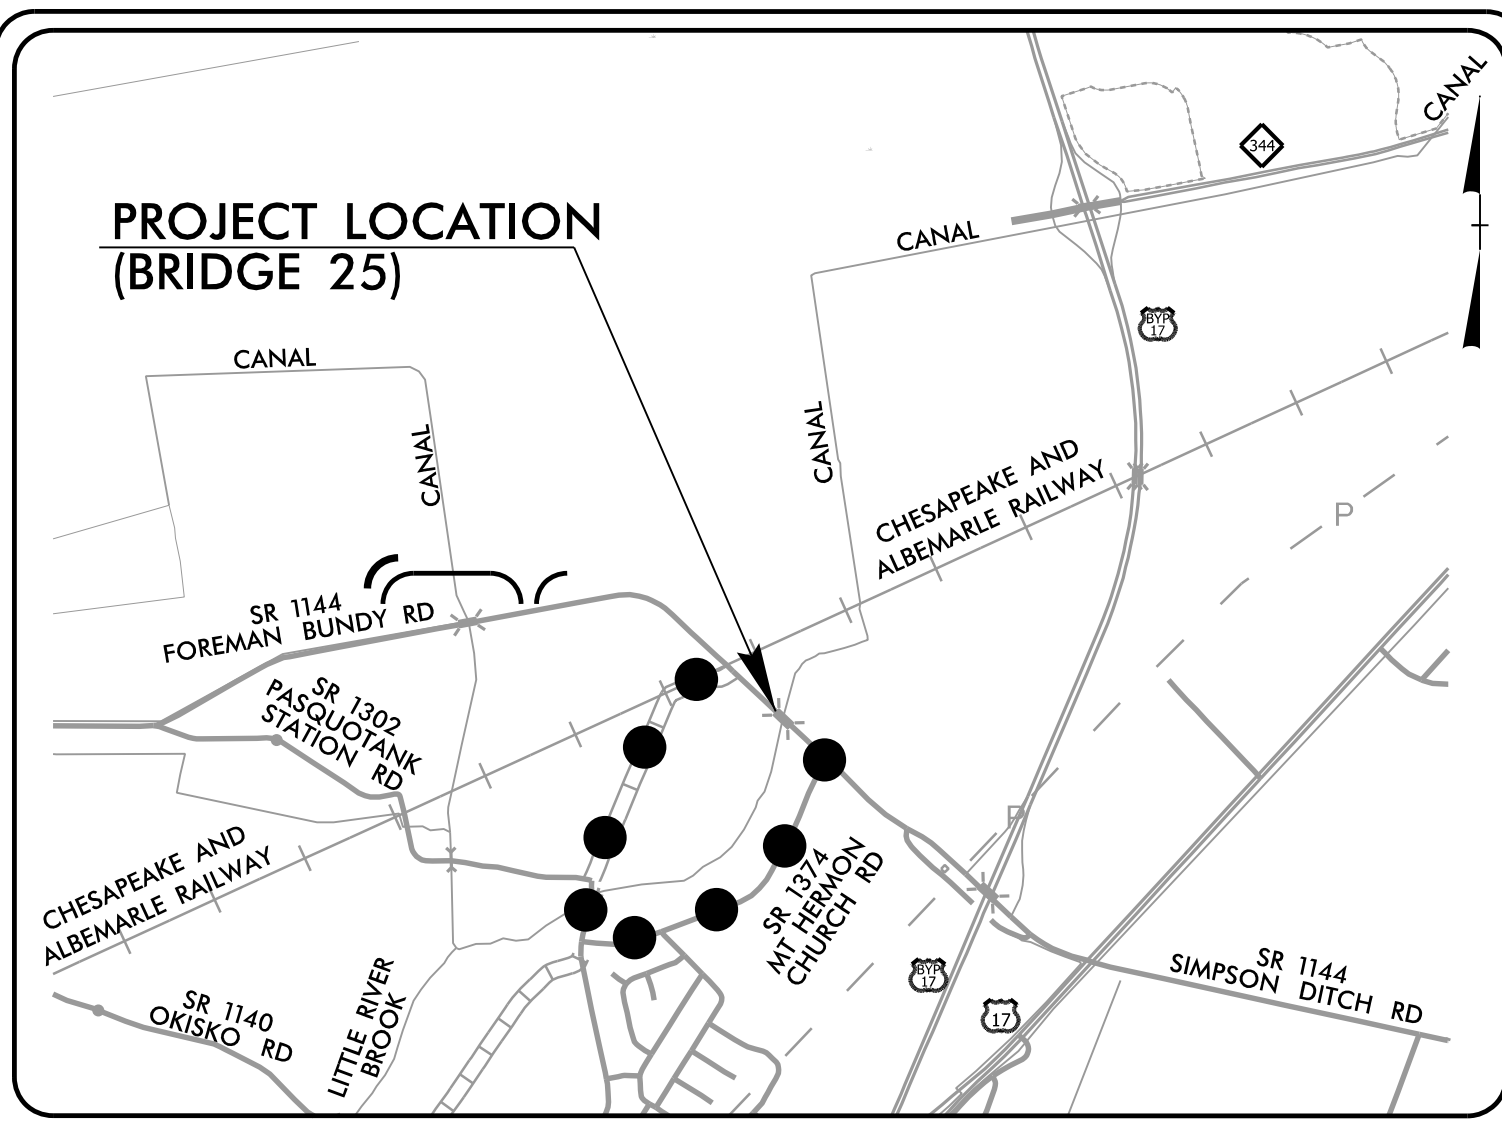 CANAL
344
PROJECT LOCATION
(BRIDGE 25)
CANAL
BYP
17
CANAL
CANAL
CANAL
CHESAPEAKE AND
ALBEMARLE RAILWAY
P
SR 1144
FOREMAN BUNDY RD
SR 1302
PASQUOTANK
STATION RD
P
CHESAPEAKE AND
ALBEMARLE RAILWAY
SR 1374
MT HERMON
CHURCH RD
BYP
17
17
SR 1144
SIMPSON DITCH RD
SR 1140
OKISKO RD
LITTLE RIVER
BROOK